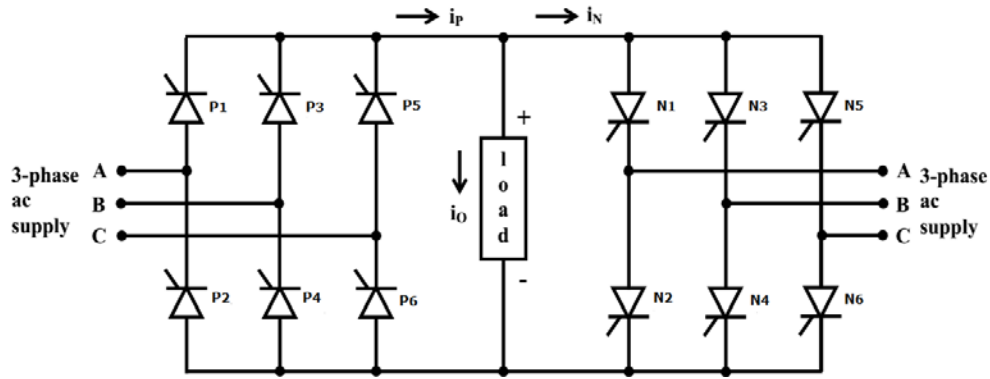 iP
iN
P1
P3
P5
N1
N3
N5
+
3-phase
ac
supply
A
B
C
iO
load
A
B
C
3-phase
ac
supply
-
P2
P4
P6
N2
N4
N6